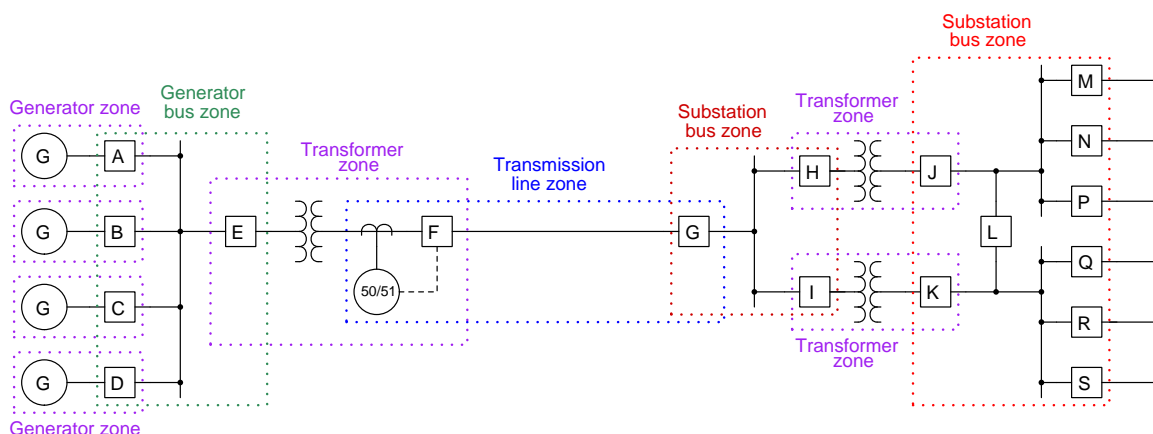 Substation
bus zone
Generator
bus zone
Generator zone
Substation
bus zone
Transformer
zone
Transformer
zone
Transmission
line zone
G
A
G
B
G
C
G
D
E
F
50/51
G
H
I
J
K
L
M
N
P
Q
R
S
Transformer
zone
Generator zone